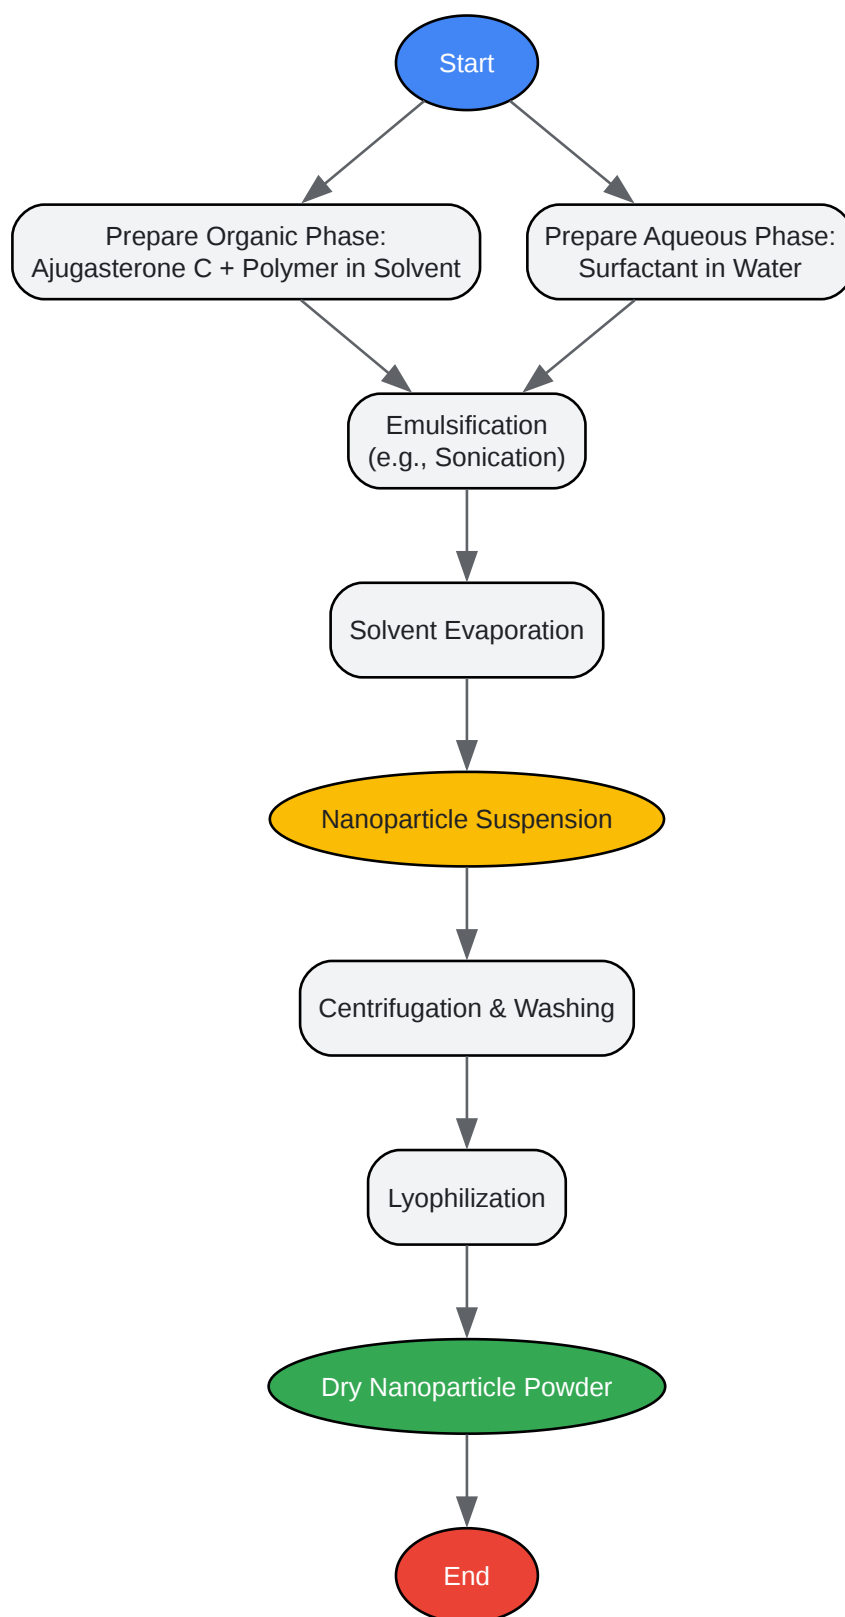 Start
Prepare Organic Phase:
Ajugasterone C + Polymer in Solvent
Prepare Aqueous Phase:
Surfactant in Water
Emulsification
(e.g., Sonication)
Solvent Evaporation
Nanoparticle Suspension
Centrifugation & Washing
Lyophilization
Dry Nanoparticle Powder
End